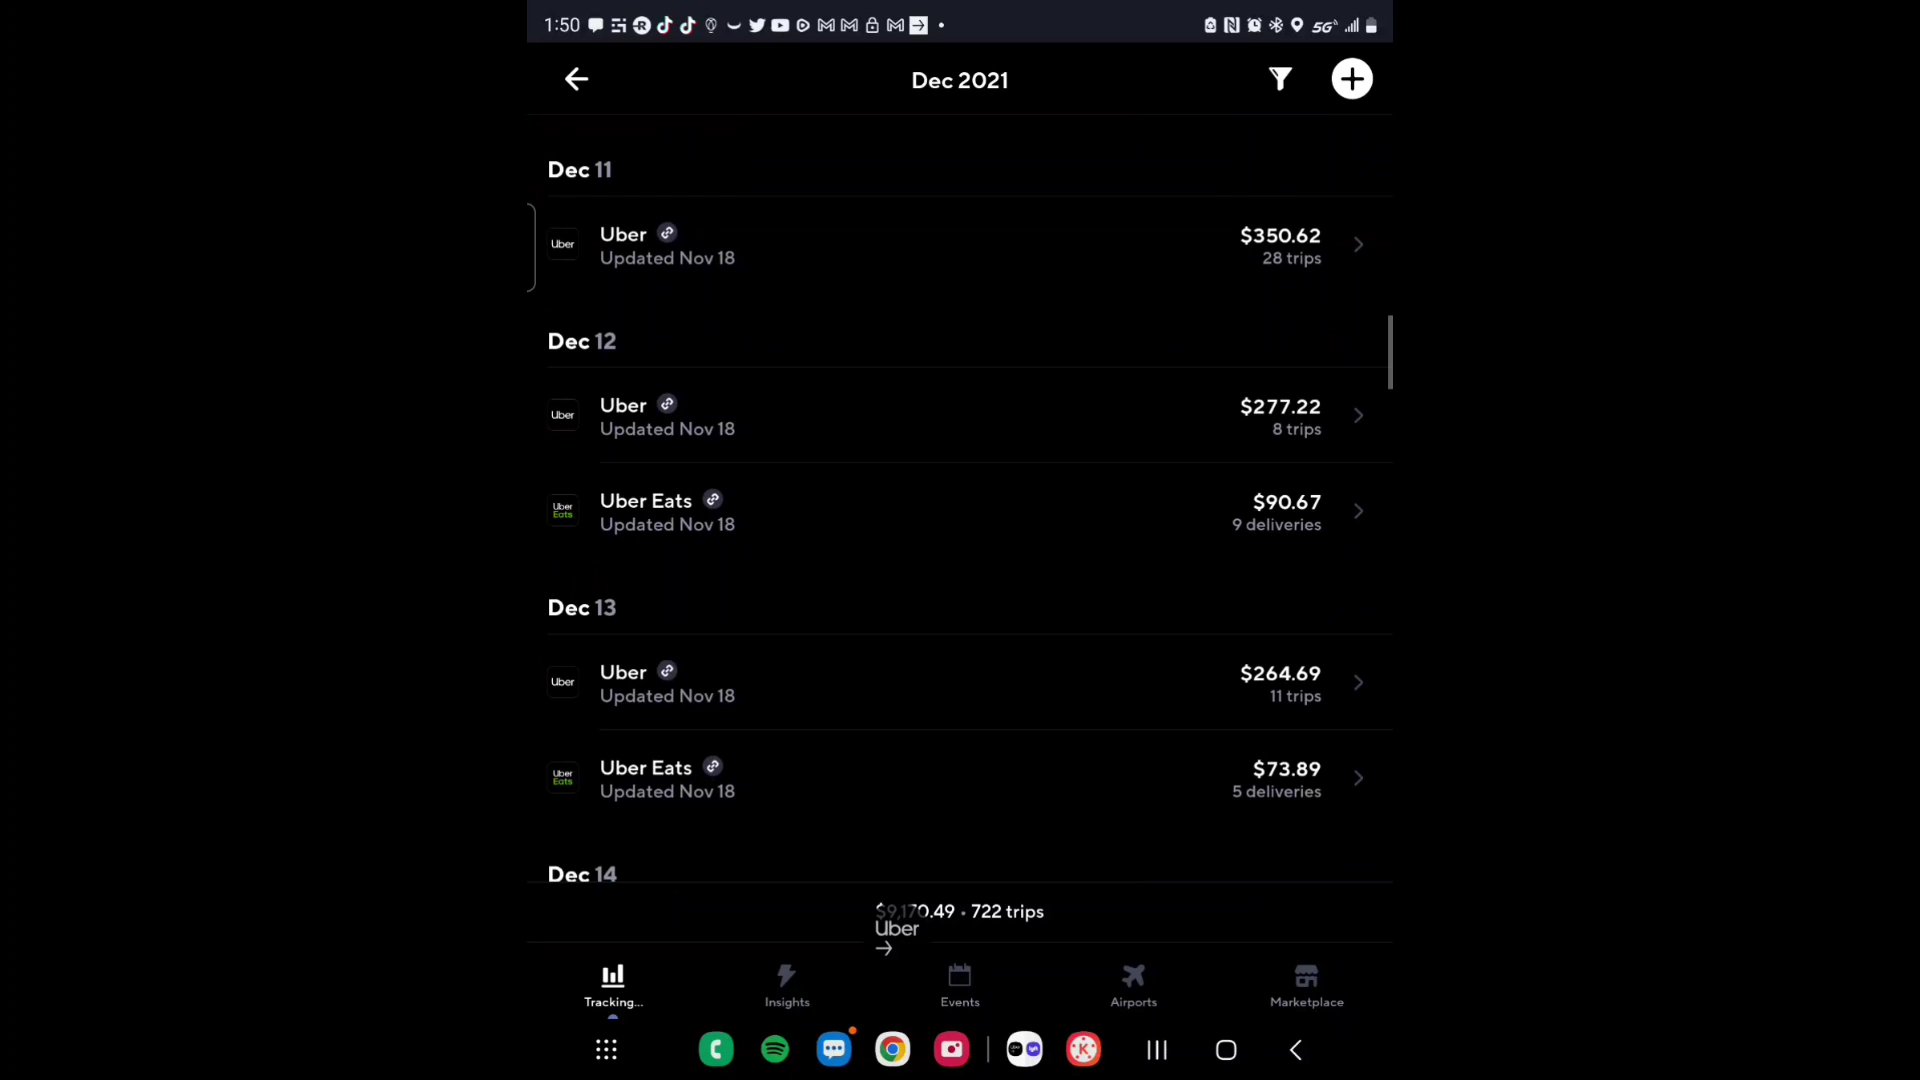 1:50
5G
Dec 2021
Dec 11
Uber
Uber
$350.62
Updated Nov 18
28 trips
Dec 12
Uber
Uber
$277.22
Updated Nov 18
8 trips
Uber Eats
Uber Eats
$90.67
Updated Nov 18
9 deliveries
Dec 13
Uber
Uber
$264.69
Updated Nov 18
11 trips
Uber Eats
Uber Eats
$73.89
Updated Nov 18
5 deliveries
Dec 14
$9,170.49 • 722 trips
Uber
Tracking...
Insights
Events
Airports
Marketplace